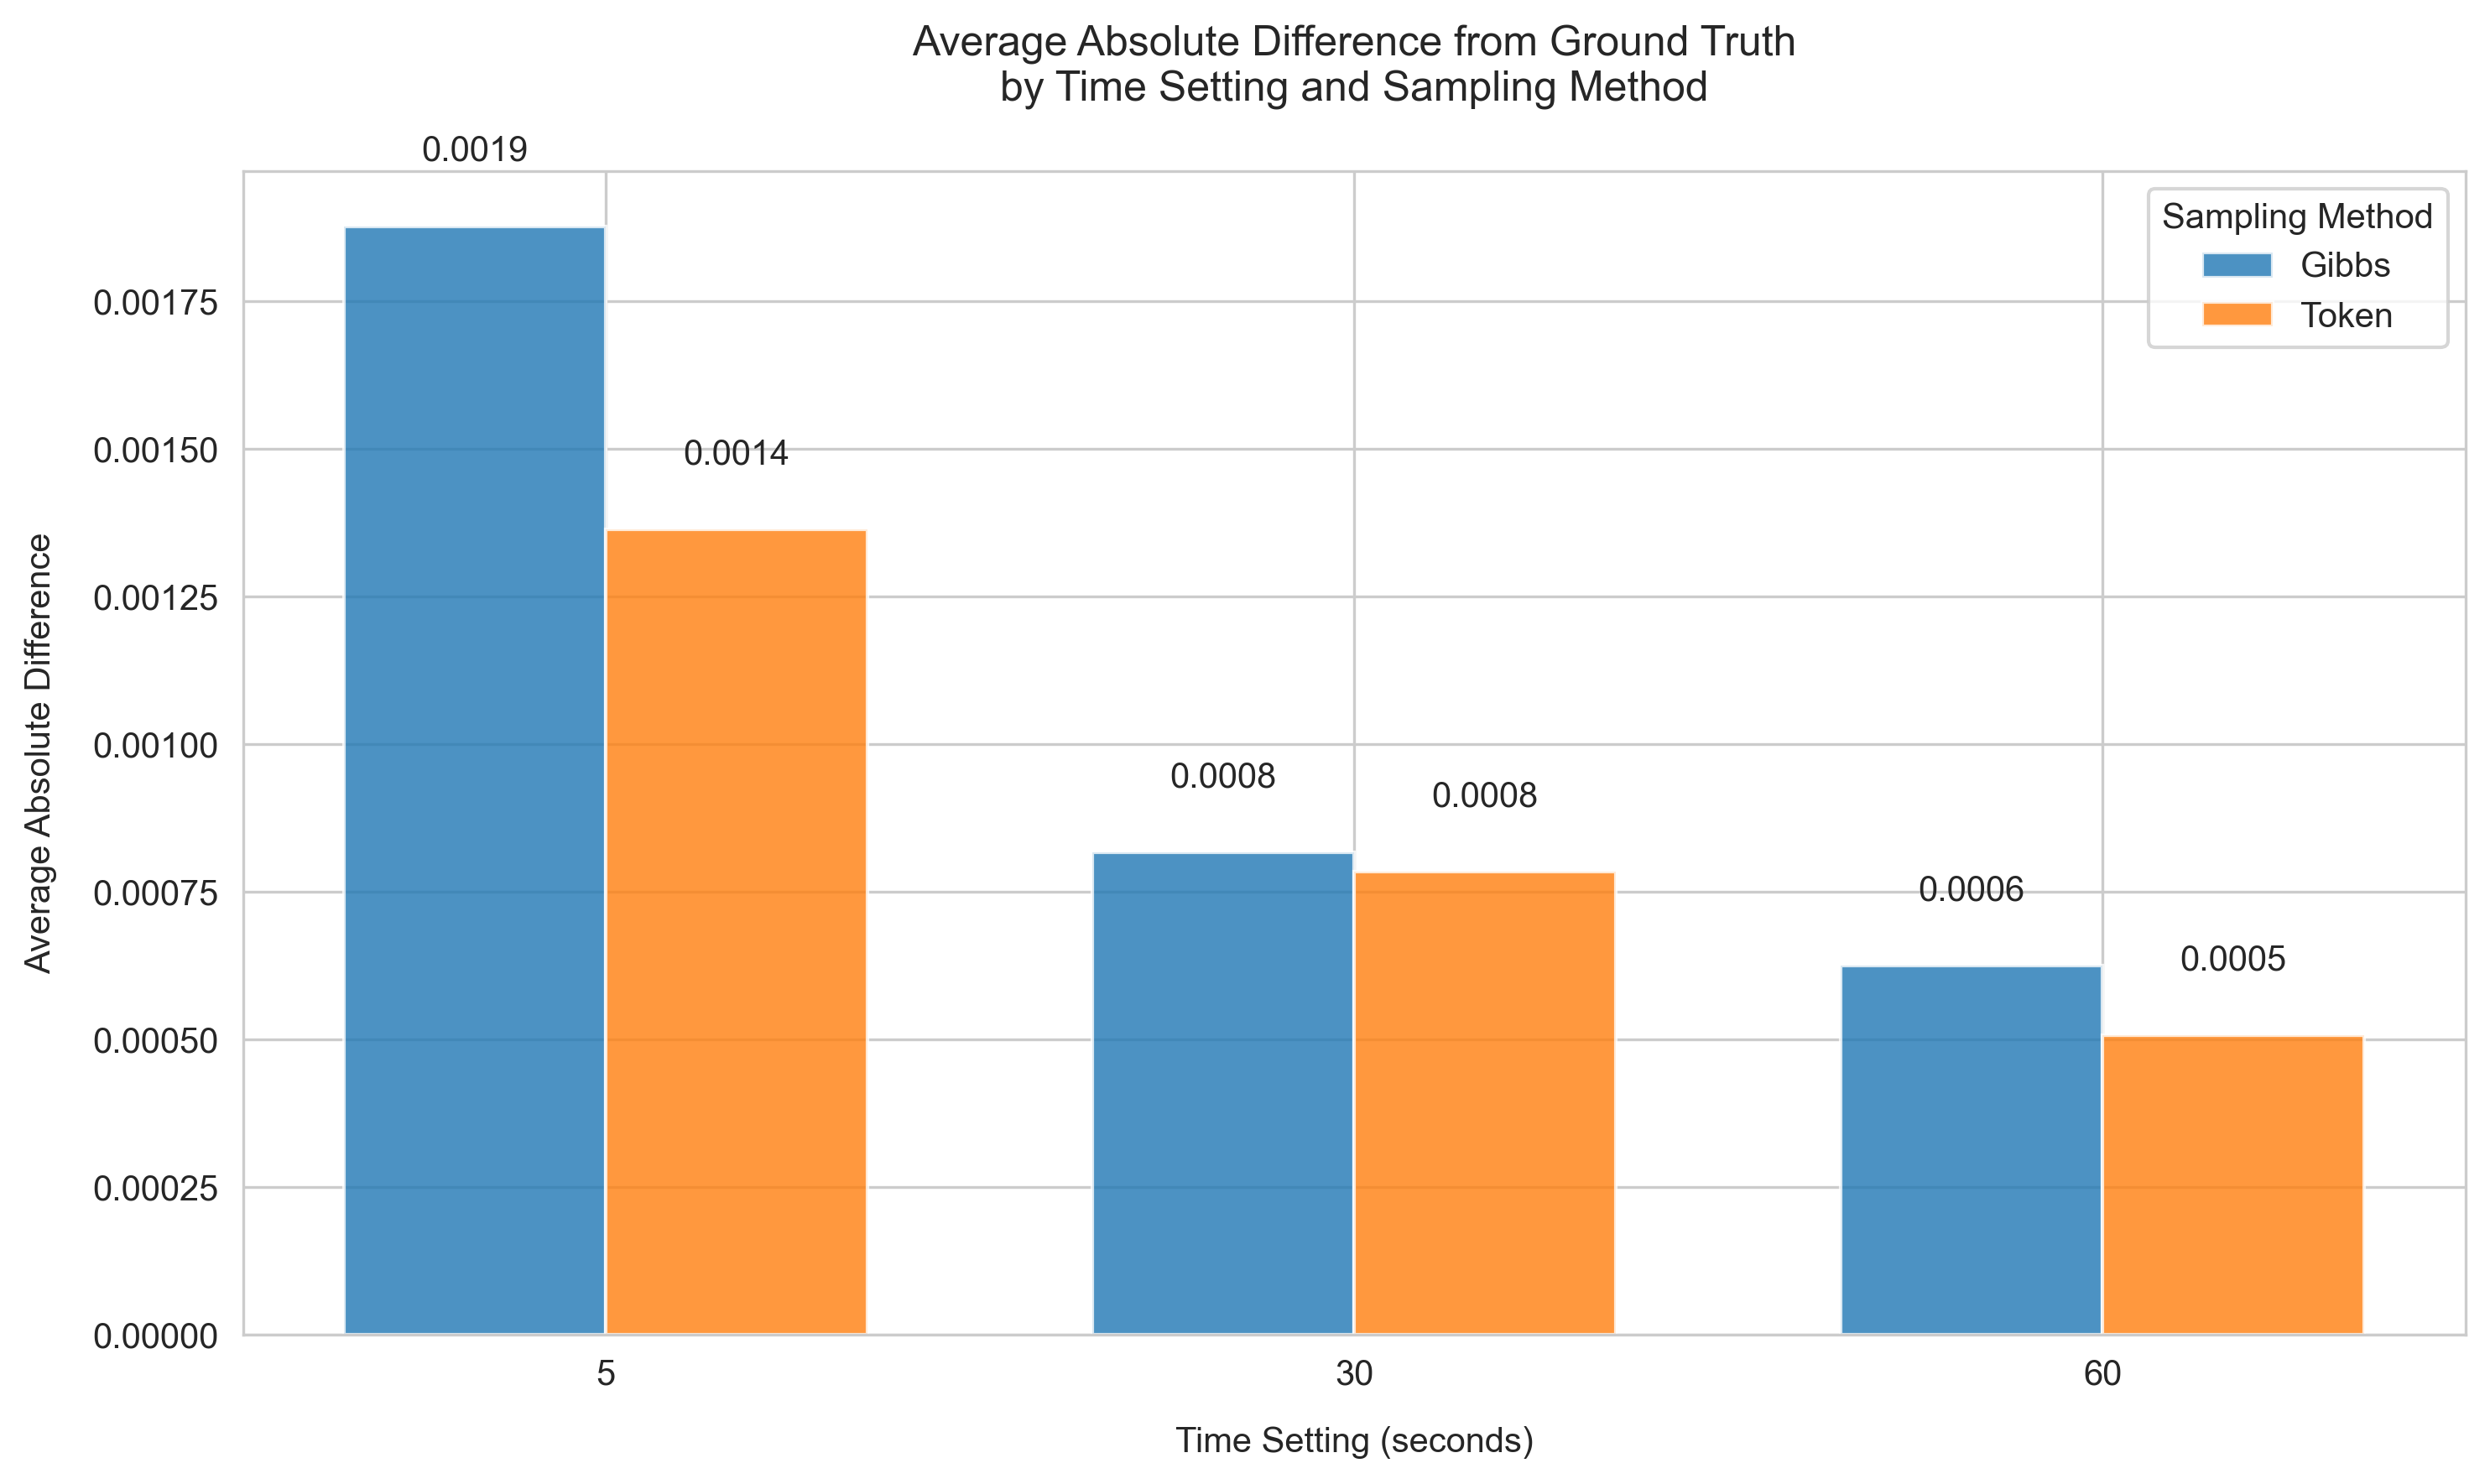 Average Absolute Difference from Ground Truth
by Time Setting and Sampling Method
0.0019
Sampling Method
Gibbs
Token
0.00175
0.00150
0.00125
0.00100
0.00075
0.00050
0.00025
0.00000
Average Absolute Difference
0.0014
0.0008
0.0008
0.0006
0.0005
5
30
60
Time Setting (seconds)